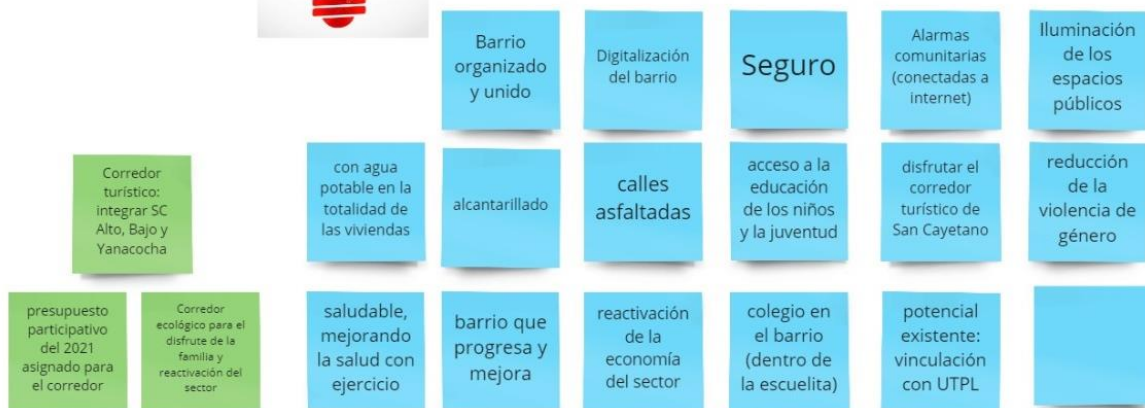 Barrio
organizado
y unido
Digitalización
del barrio
Seguro
Alarmas
comunitarias
(conectadas a
internet)
Iluminación
de los
espacios
públicos
Corredor
turístico:
integrar SC
Alto, Bajo y
Yanacocha
con agua
potable en la
totalidad de
las viviendas
alcantarillado
calles
asfaltadas
acceso a la
educación
de los niños
y la juventud
disfrutar el
corredor
turístico de
San Cayetano
reducción
de la
violencia de
género
presupuesto
participativo
del 2021
asignado para
el corredor
Corredor
ecológico para el
disfrute de la
familia y
reactivación del
sector
saludable,
mejorando
la salud con
ejercicio
barrio que
progresa y
mejora
reactivación
de la
economía
del sector
colegio en
el barrio
(dentro de
la escuelita)
potencial
existente:
vinculación
con UTPL